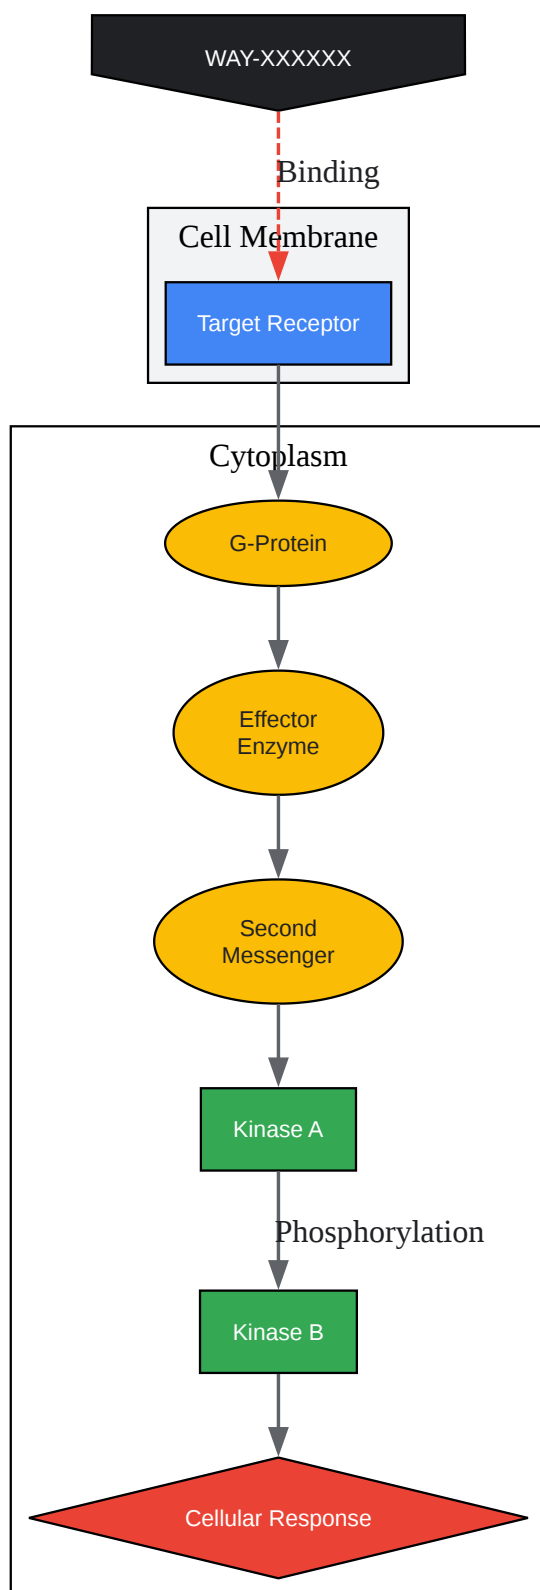 WAY-XXXXXX
Binding
Cell Membrane
Target Receptor
Cytoplasm
G-Protein
Effector
Enzyme
Second
Messenger
Kinase A
Phosphorylation
Kinase B
Cellular Response